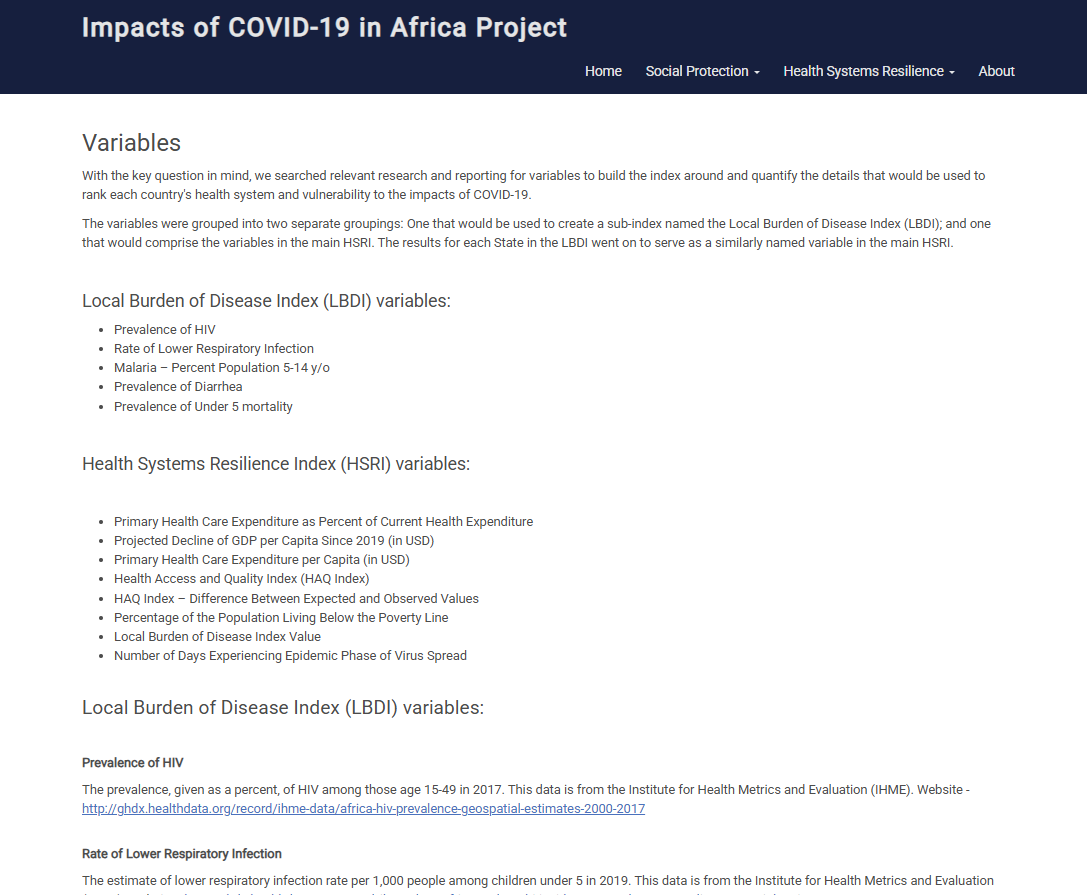 Impacts of COVID-19 in Africa Project
Home Social Protection Health Systems Resilience About
Variables
With the key question in mind, we searched relevant research and reporting for variables to build the index around and quantify the details that would be used to
rank each country's health system and vulnerability to the impacts of COVID-19.
The variables were grouped into two separate groupings: One that would be used to create a sub-index named the Local Burden of Disease Index (LBDI); and one
that would comprise the variables in the main HSRI. The results for each State in the LBDI went on to serve as a similarly named variable in the main HSRI.
Local Burden of Disease Index (LBDI) variables:
• Prevalence of HIV
• Rate of Lower Respiratory Infection
• Malaria – Percent Population 5-14 y/o
• Prevalence of Diarrhea
• Prevalence of Under 5 mortality
Health Systems Resilience Index (HSRI) variables:
• Primary Health Care Expenditure as Percent of Current Health Expenditure
• Projected Decline of GDP per Capita Since 2019 (in USD)
• Primary Health Care Expenditure per Capita (in USD)
• Health Access and Quality Index (HAQ Index)
• HAQ Index – Difference Between Expected and Observed Values
• Percentage of the Population Living Below the Poverty Line
• Local Burden of Disease Index Value
• Number of Days Experiencing Epidemic Phase of Virus Spread
Local Burden of Disease Index (LBDI) variables:
Prevalence of HIV
The prevalence, given as a percent, of HIV among those age 15-49 in 2017. This data is from the Institute for Health Metrics and Evaluation (IHME). Website -
http://ghdx.healthdata.org/record/ihme-data/africa-hiv-prevalence-geospatial-estimates-2000-2017
Rate of Lower Respiratory Infection
The estimate of lower respiratory infection rate per 1,000 people among children under 5 in 2019. This data is from the Institute for Health Metrics and Evaluation